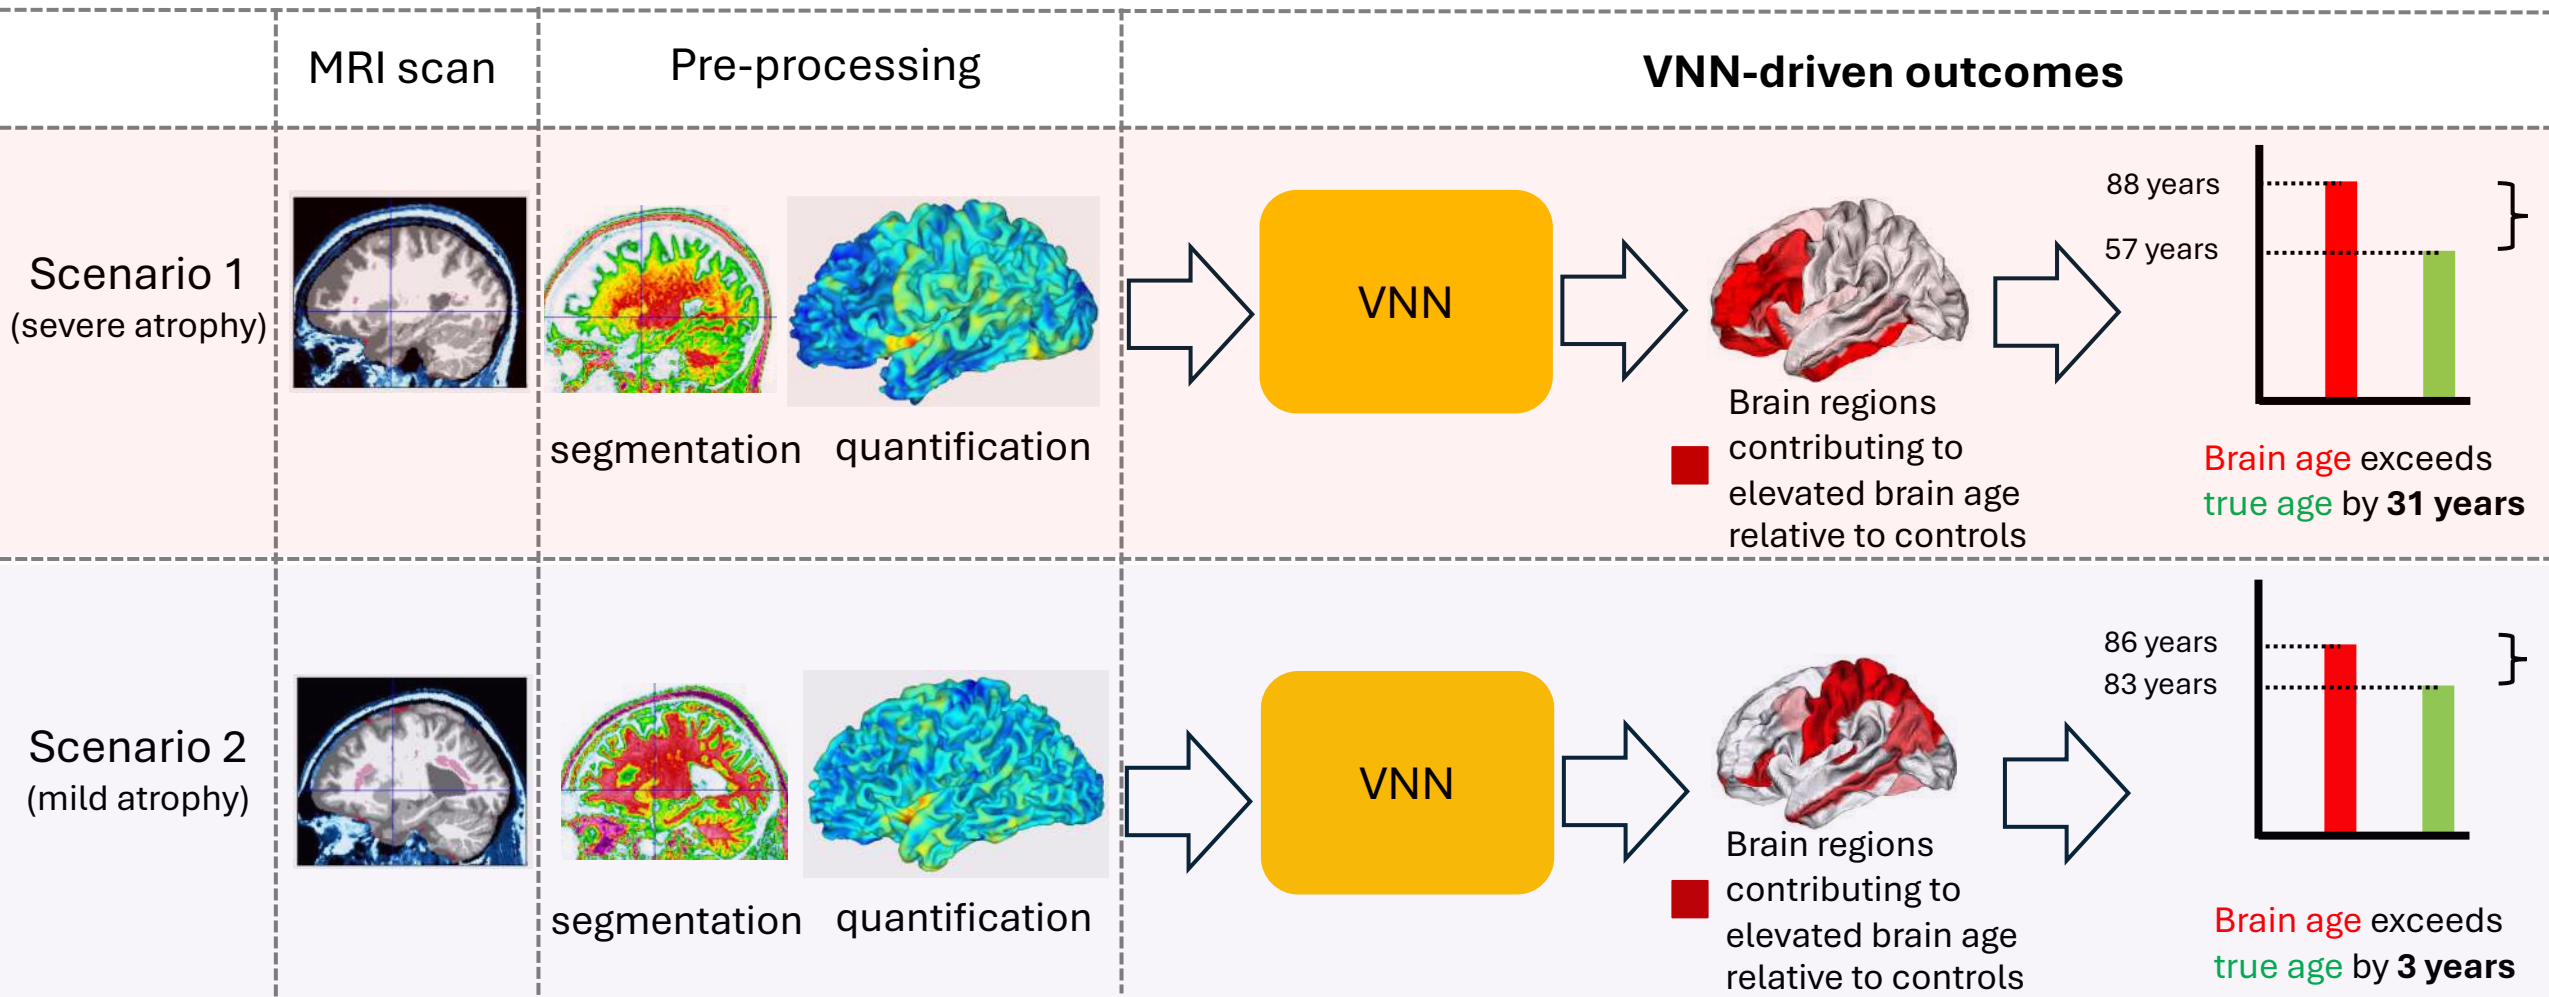 MRI scan
Pre-processing
VNN-driven outcomes
Scenario 1
(severe atrophy)
segmentation
quantification
VNN
Brain regions
contributing to
elevated brain age
relative to controls
88 years
57 years
Brain age exceeds
true age by 31 years
Scenario 2
(mild atrophy)
segmentation
quantification
VNN
Brain regions
contributing to
elevated brain age
relative to controls
86 years
83 years
Brain age exceeds
true age by 3 years